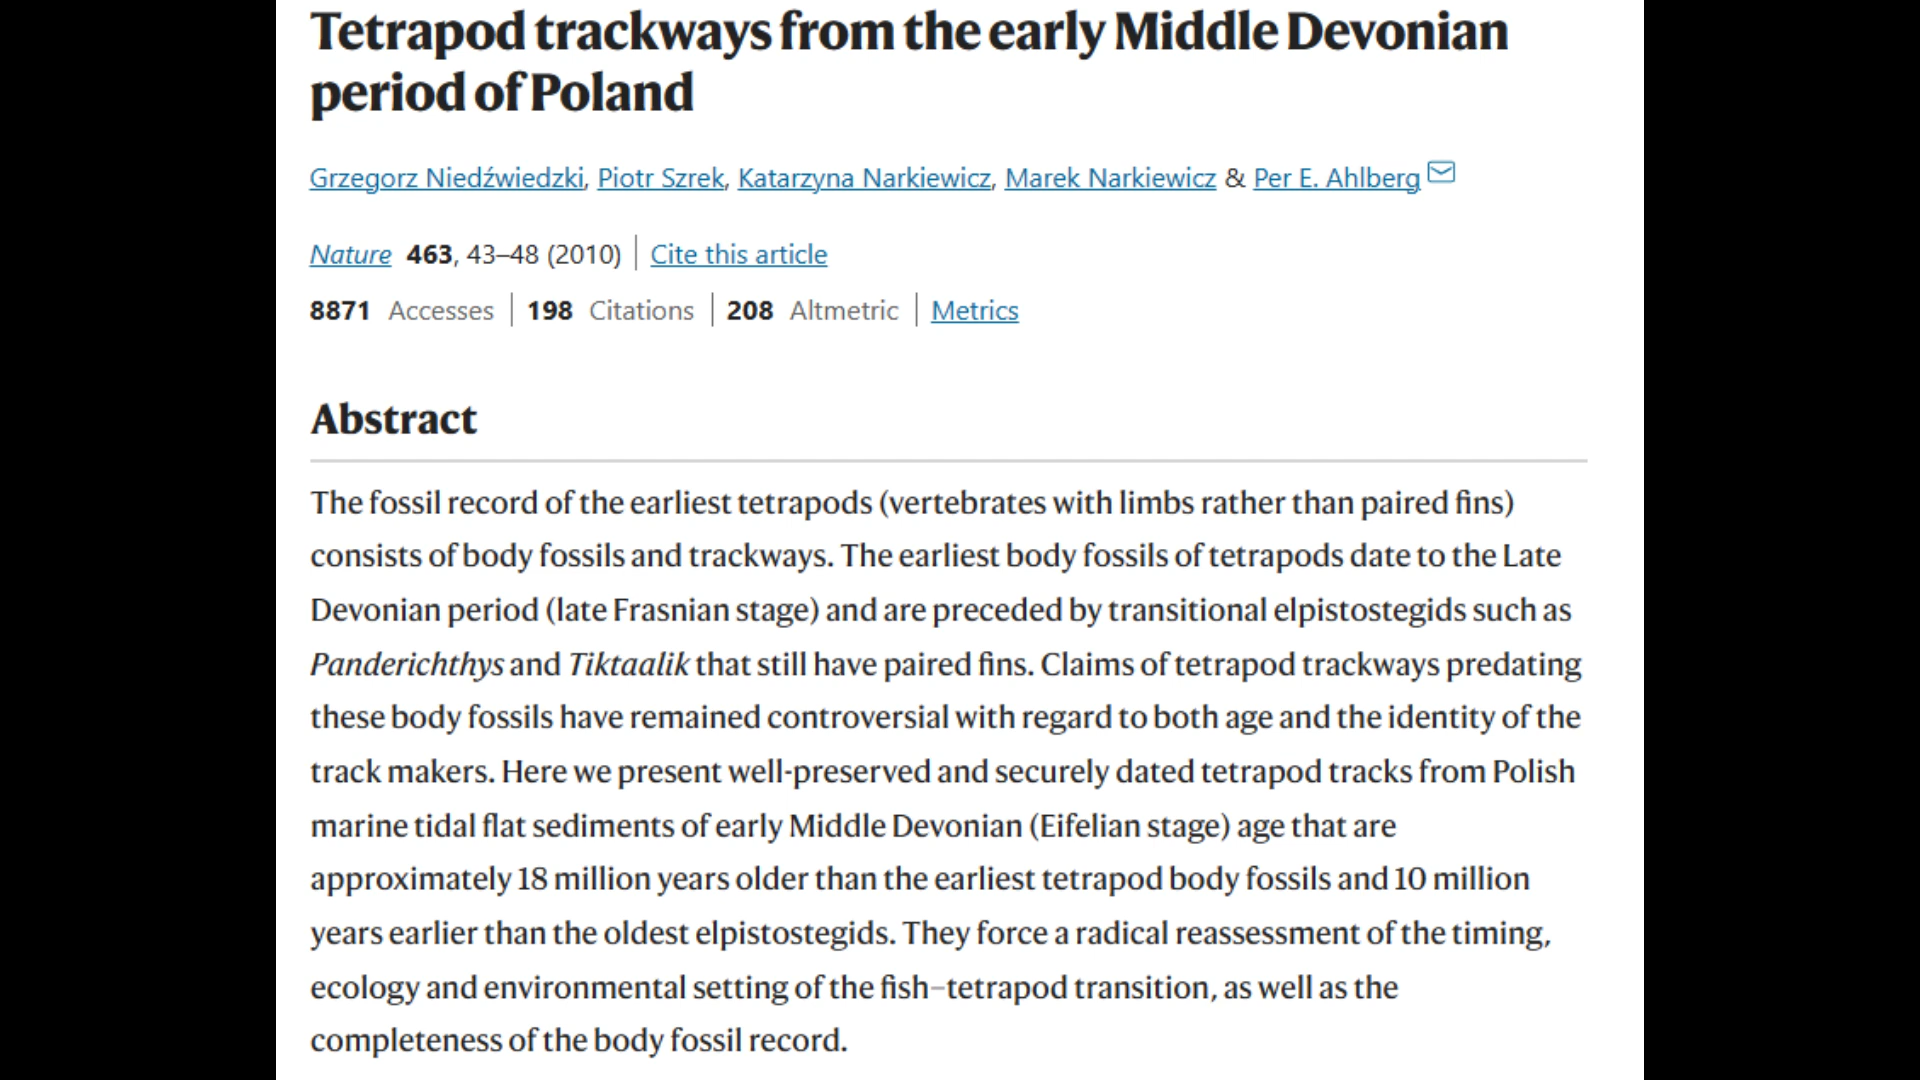 Tetrapod trackways from the early Middle Devonian
period of Poland
Grzegorz Niedźwiedzki, Piotr Szrek, Katarzyna Narkiewicz, Marek Narkiewicz & Per E. Ahlberg
Nature 463, 43–48 (2010) | Cite this article
8871 Accesses | 198 Citations | 208 Altmetric | Metrics
Abstract
The fossil record of the earliest tetrapods (vertebrates with limbs rather than paired fins)
consists of body fossils and trackways. The earliest body fossils of tetrapods date to the Late
Devonian period (late Frasnian stage) and are preceded by transitional elpistostegids such as
Panderichthys and Tiktaalik that still have paired fins. Claims of tetrapod trackways predating
these body fossils have remained controversial with regard to both age and the identity of the
track makers. Here we present well-preserved and securely dated tetrapod tracks from Polish
marine tidal flat sediments of early Middle Devonian (Eifelian stage) age that are
approximately 18 million years older than the earliest tetrapod body fossils and 10 million
years earlier than the oldest elpistostegids. They force a radical reassessment of the timing,
ecology and environmental setting of the fish–tetrapod transition, as well as the
completeness of the body fossil record.